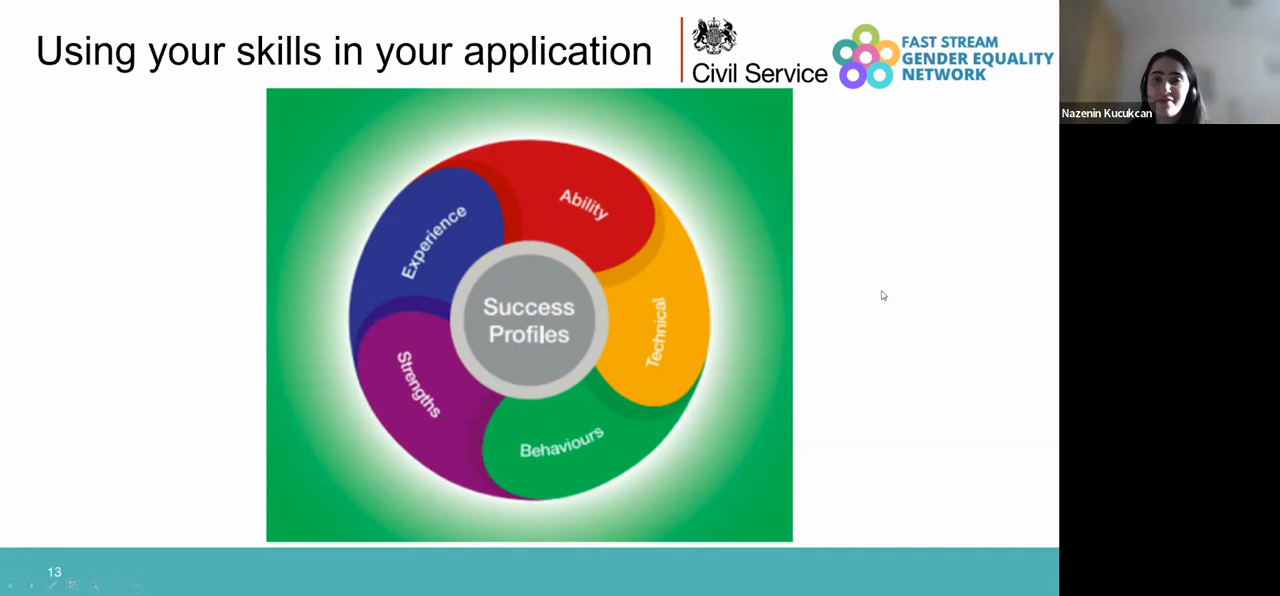 Using your skills in your application
Civil Service
FAST STREAM
GENDER EQUALITY
NETWORK
Nazenin Kucukcan
Ability
Experience
Success
Profiles
Technical
Strengths
Behaviours
13